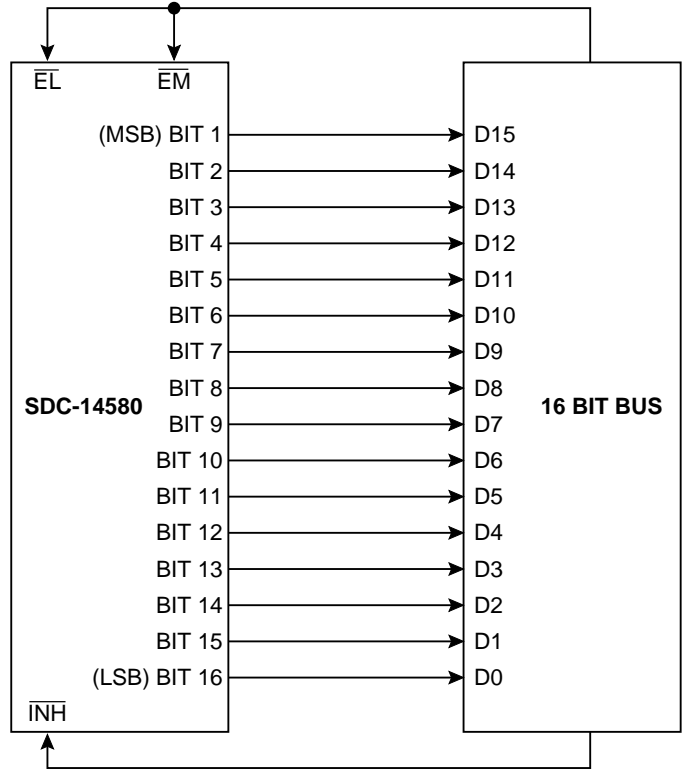 EL EM
(MSB) BIT 1 D15
BIT 2 D14
BIT 3 D13
BIT 4 D12
BIT 5 D11
BIT 6 D10
BIT 7 D9
BIT 8 D8
SDC-14580 16 BIT BUS
BIT 9 D7
BIT 10 D6
BIT 11 D5
BIT 12 D4
BIT 13 D3
BIT 14 D2
BIT 15 D1
(LSB) BIT 16 D0
INH